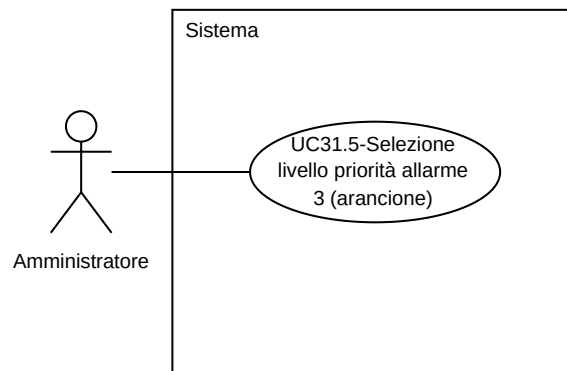 Sistema
UC31.5-Selezione
livello priorità allarme
3 (arancione)
Amministratore